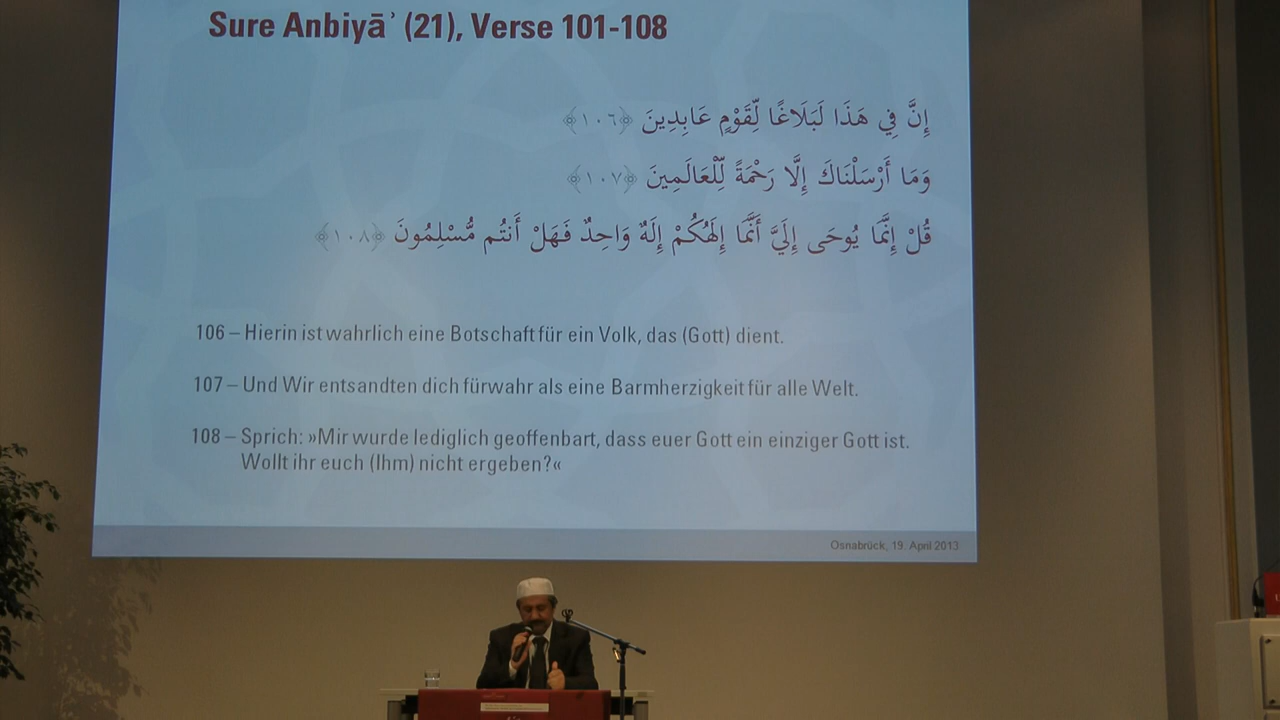 Sure Anbiyāʾ (21), Verse 101-108
إِنَّ فِي هَذَا لَبَلَاغًا لِّقَوْمٍ عَابِدِينَ ﴿١٠٦﴾
وَمَا أَرْسَلْنَاكَ إِلَّا رَحْمَةً لِّلْعَالَمِينَ ﴿١٠٧﴾
قُلْ إِنَّمَا يُوحَى إِلَيَّ أَنَّمَا إِلَهُكُمْ إِلَهٌ وَاحِدٌ فَهَلْ أَنتُم مُّسْلِمُونَ ﴿١٠٨﴾
106 – Hierin ist wahrlich eine Botschaft für ein Volk, das (Gott) dient.
107 – Und Wir entsandten dich fürwahr als eine Barmherzigkeit für alle Welt.
108 – Sprich: »Mir wurde lediglich geoffenbart, dass euer Gott ein einziger Gott ist.
Wollt ihr euch (Ihm) nicht ergeben?«
Osnabrück, 19. April 2013